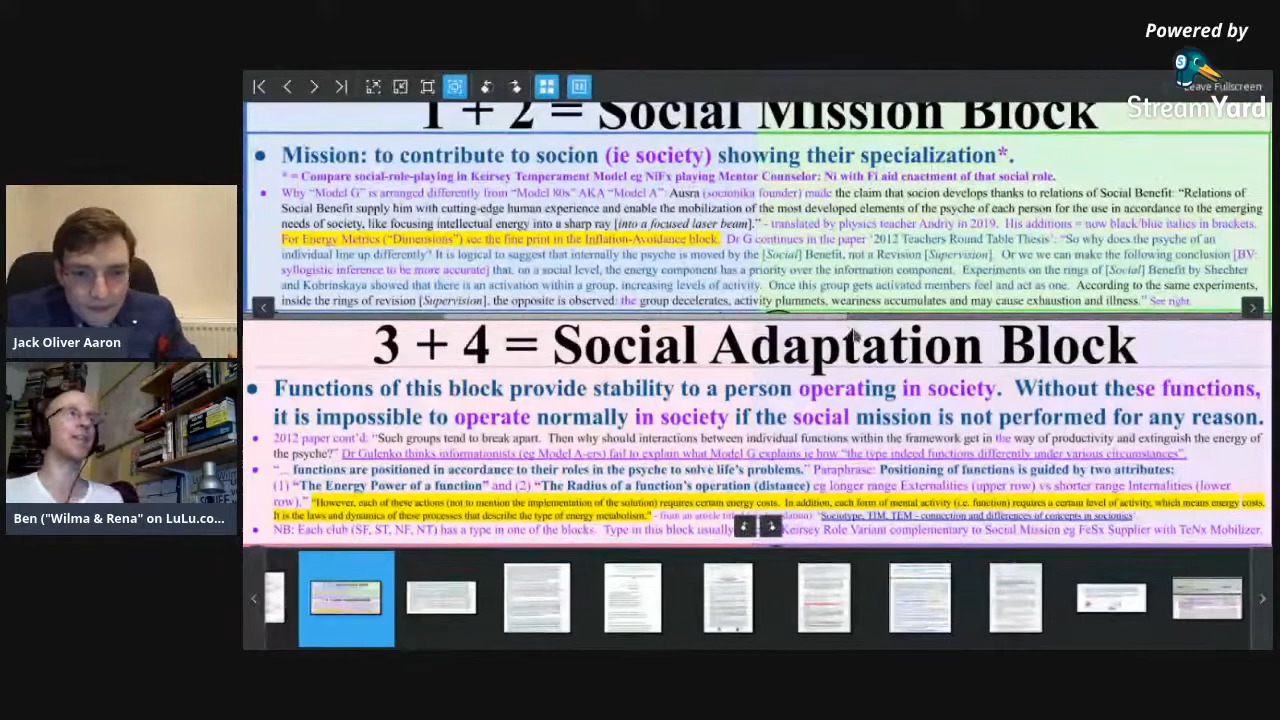 Powered by
StreamYard
Leave Fullscreen
1 + 2 = Social Mission Block
• Mission: to contribute to socion (ie society) showing their specialization*.
* = Compare social-role-playing in Keirsey Temperament Model eg NiFx playing Mentor Counselor: Ni with Fi aid enactment of that social role.
• Why “Model G” is arranged differently from “Model 80s” AKA “Model A”: Ausra (socionika founder) made the claim that socion develops thanks to relations of Social Benefit: “Relations of
Social Benefit supply him with cutting-edge human experience and enable the mobilization of the most developed elements of the psyche of each person for the use in accordance to the emerging
needs of society, like focusing intellectual energy into a sharp ray [into a focused laser beam].” - translated by physics teacher Andriy in 2019. His additions = now black/blue italics in brackets.
For Energy Metrics (“Dimensions”) see the fine print in the Inflation-Avoidance block. Dr G continues in the paper ‘2012 Teachers Round Table Thesis’: “So why does the psyche of an
individual line up differently? It is logical to suggest that internally the psyche is moved by the [Social] Benefit, not a Revision [Supervision]. Or we we can make the following conclusion [BV:
syllogistic inference to be more accurate] that, on a social level, the energy component has a priority over the information component. Experiments on the rings of [Social] Benefit by Shechter
and Kobrinskaya showed that there is an activation within a group, increasing levels of activity. Once this group gets activated members feel and act as one. According to the same experiments,
inside the rings of revision [Supervision], the opposite is observed: the group decelerates, activity plummets, weariness accumulates and may cause exhaustion and illness.” See right.
3 + 4 = Social Adaptation Block
• Functions of this block provide stability to a person operating in society. Without these functions,
it is impossible to operate normally in society if the social mission is not performed for any reason.
• 2012 paper cont’d: “Such groups tend to break apart. Then why should interactions between individual functions within the framework get in the way of productivity and extinguish the energy of
the psyche?” Dr Gulenko thinks informationists (eg Model A-ers) fail to explain what Model G explains ie how “the type indeed functions differently under various circumstances”.
• “... functions are positioned in accordance to their roles in the psyche to solve life’s problems.” Paraphrase: Positioning of functions is guided by two attributes:
(1) “The Energy Power of a function” and (2) “The Radius of a function’s operation (distance) eg longer range Externalities (upper row) vs shorter range Internalities (lower
row).” “However, each of these actions (not to mention the implementation of the solution) requires certain energy costs. In addition, each form of mental activity (i.e. function) requires a certain level of activity, which means energy costs.
It is the laws and dynamics of these processes that describe the type of energy metabolism.” - from an article “Sociotype, TIM, TEM - connection and differences of concepts in socionics
• NB: Each club (SF, ST, NF, NT) has a type in one of the blocks. Type in this block usually Keirsey Role Variant complementary to Social Mission eg FeSx Supplier with TeNx Mobilizer.
Jack Oliver Aaron
Ben ("Wilma & Rena" on LuLu.co...